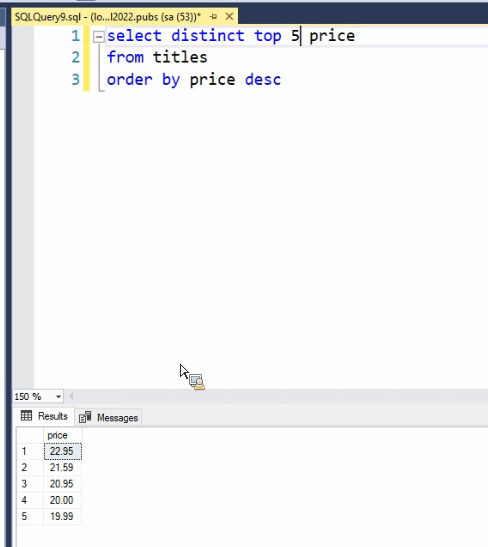 SQLQuery9.sql - (lo...l2022.pubs (sa (53))*
1 select distinct top 5 price
2 from titles
3 order by price desc
150 %
Results Messages
price
1 22.95
2 21.59
3 20.95
4 20.00
5 19.99